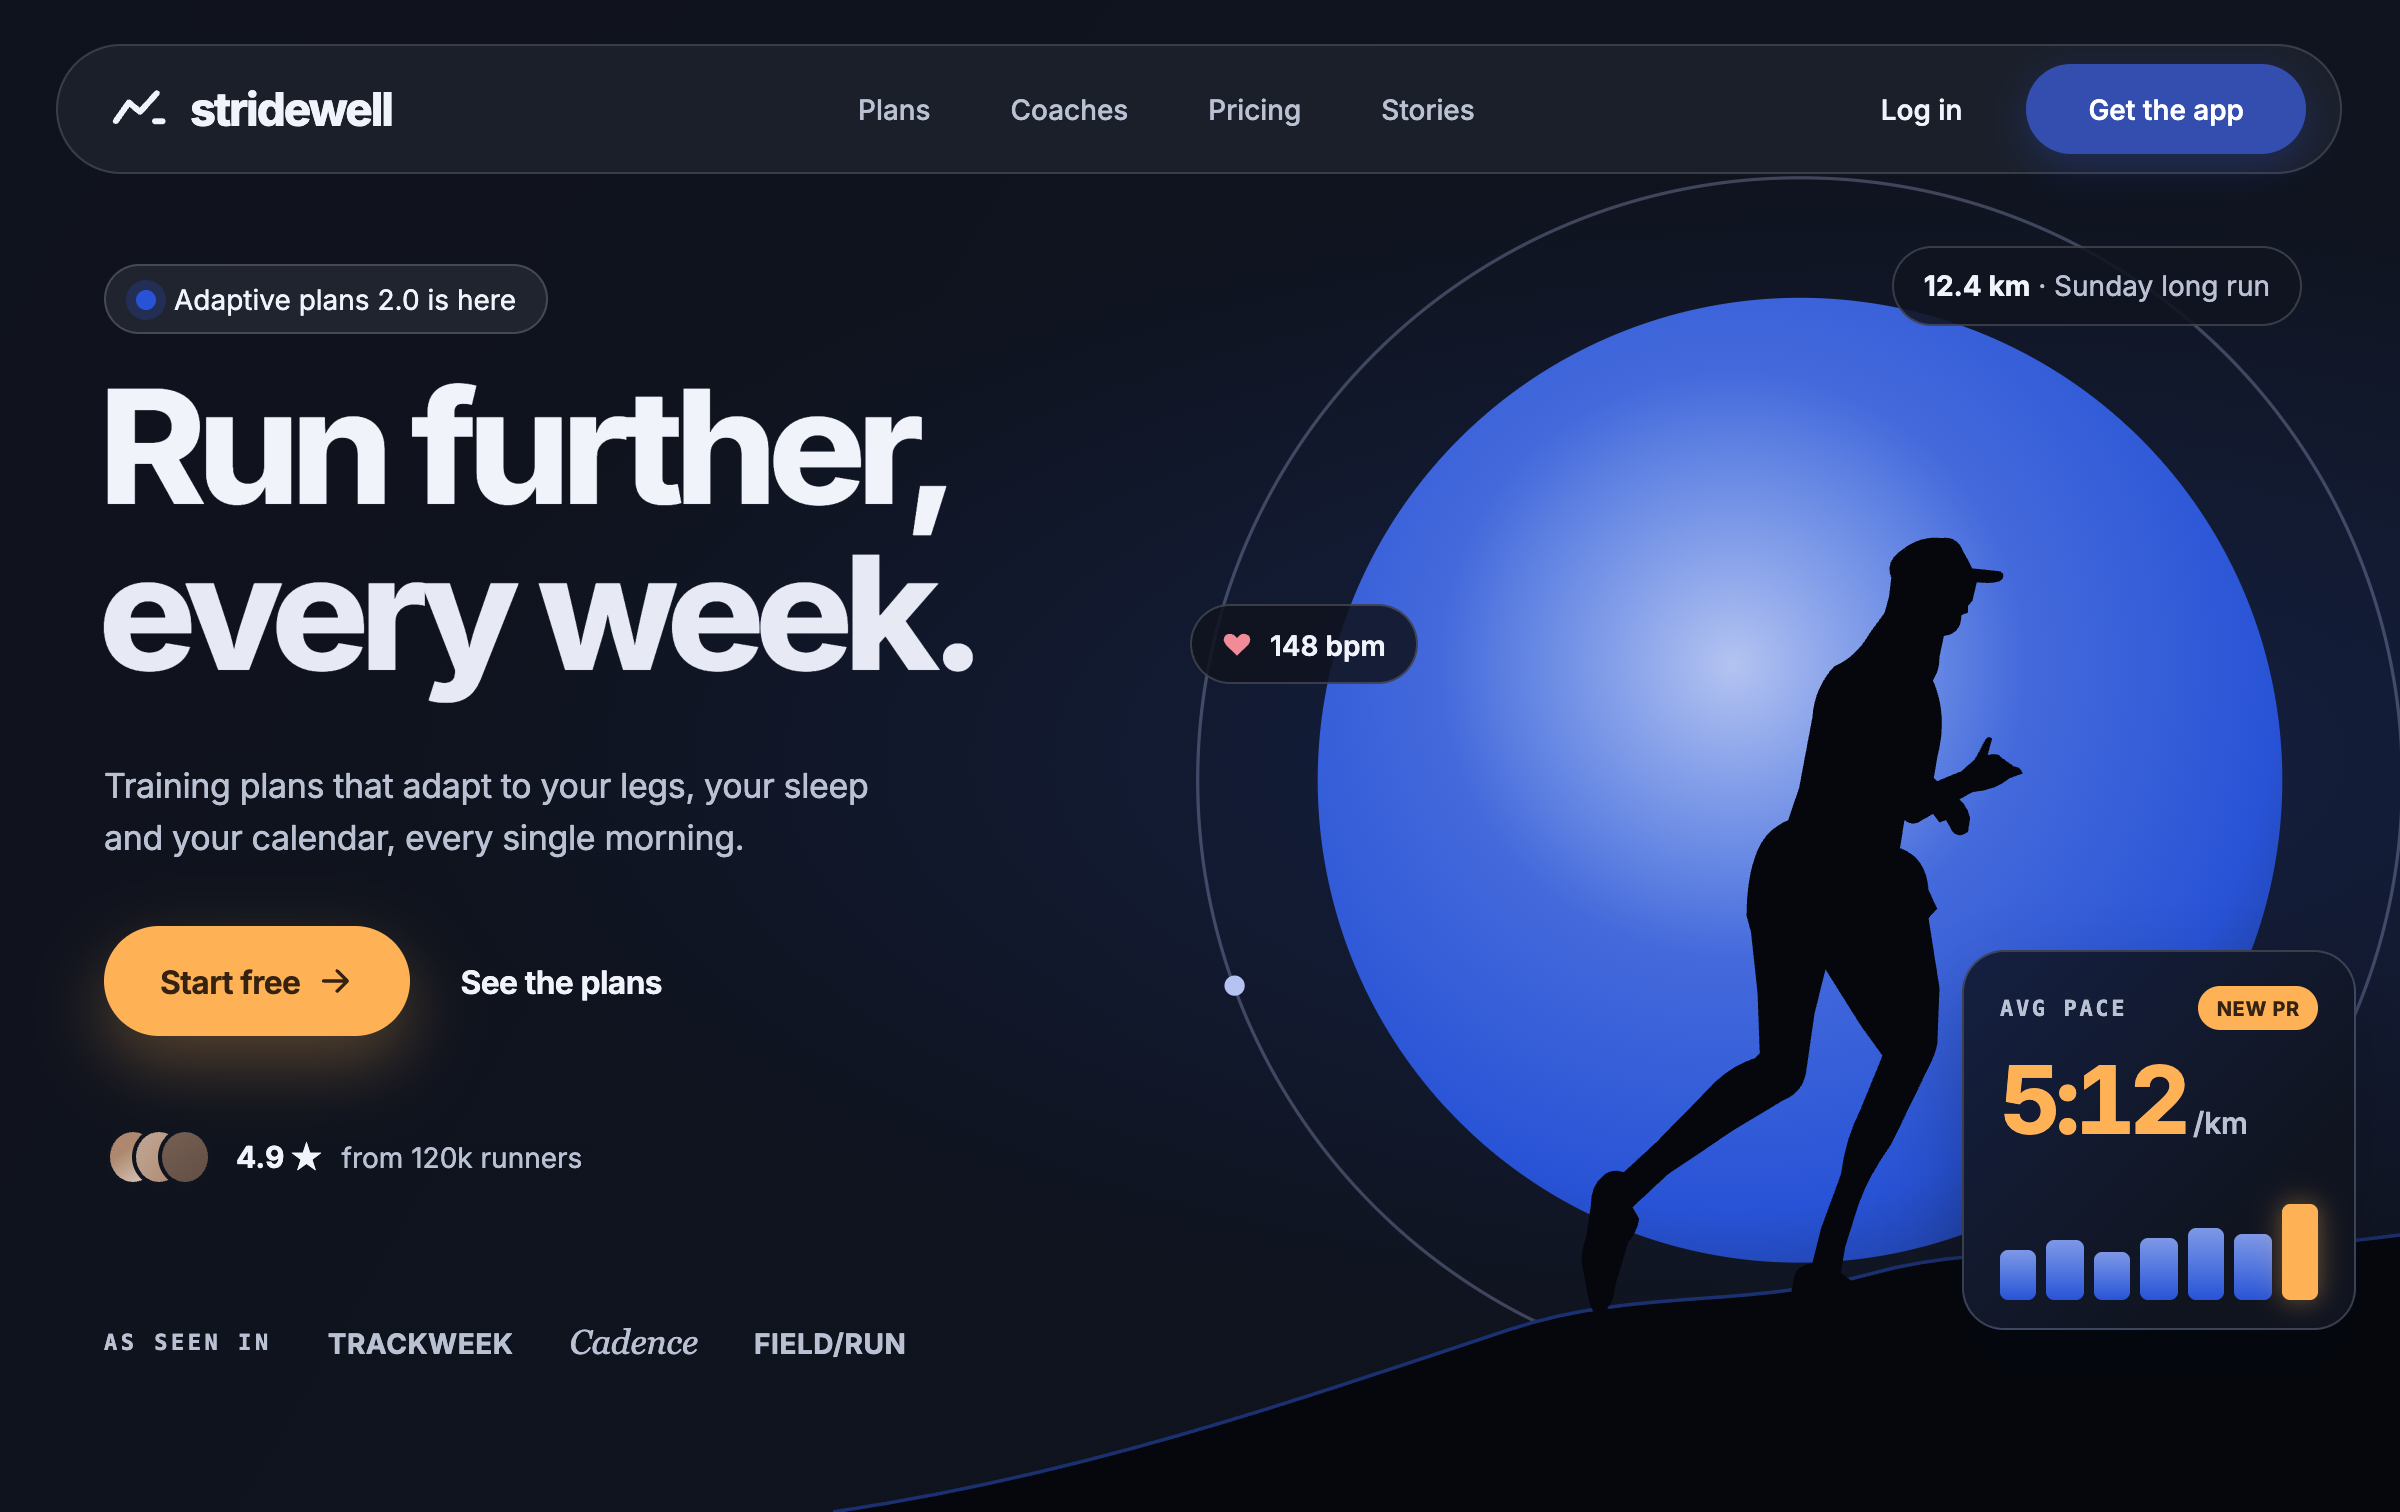 stridewell
Plans
Coaches
Pricing
Stories
Log in
Get the app
Adaptive plans 2.0 is here
Run further,
every week.
Training plans that adapt to your legs, your sleep
and your calendar, every single morning.
Start free →
See the plans
4.9 ★ from 120k runners
AS SEEN IN
TRACKWEEK
Cadence
FIELD/RUN
12.4 km · Sunday long run
148 bpm
AVG PACE
NEW PR
5:12 /km